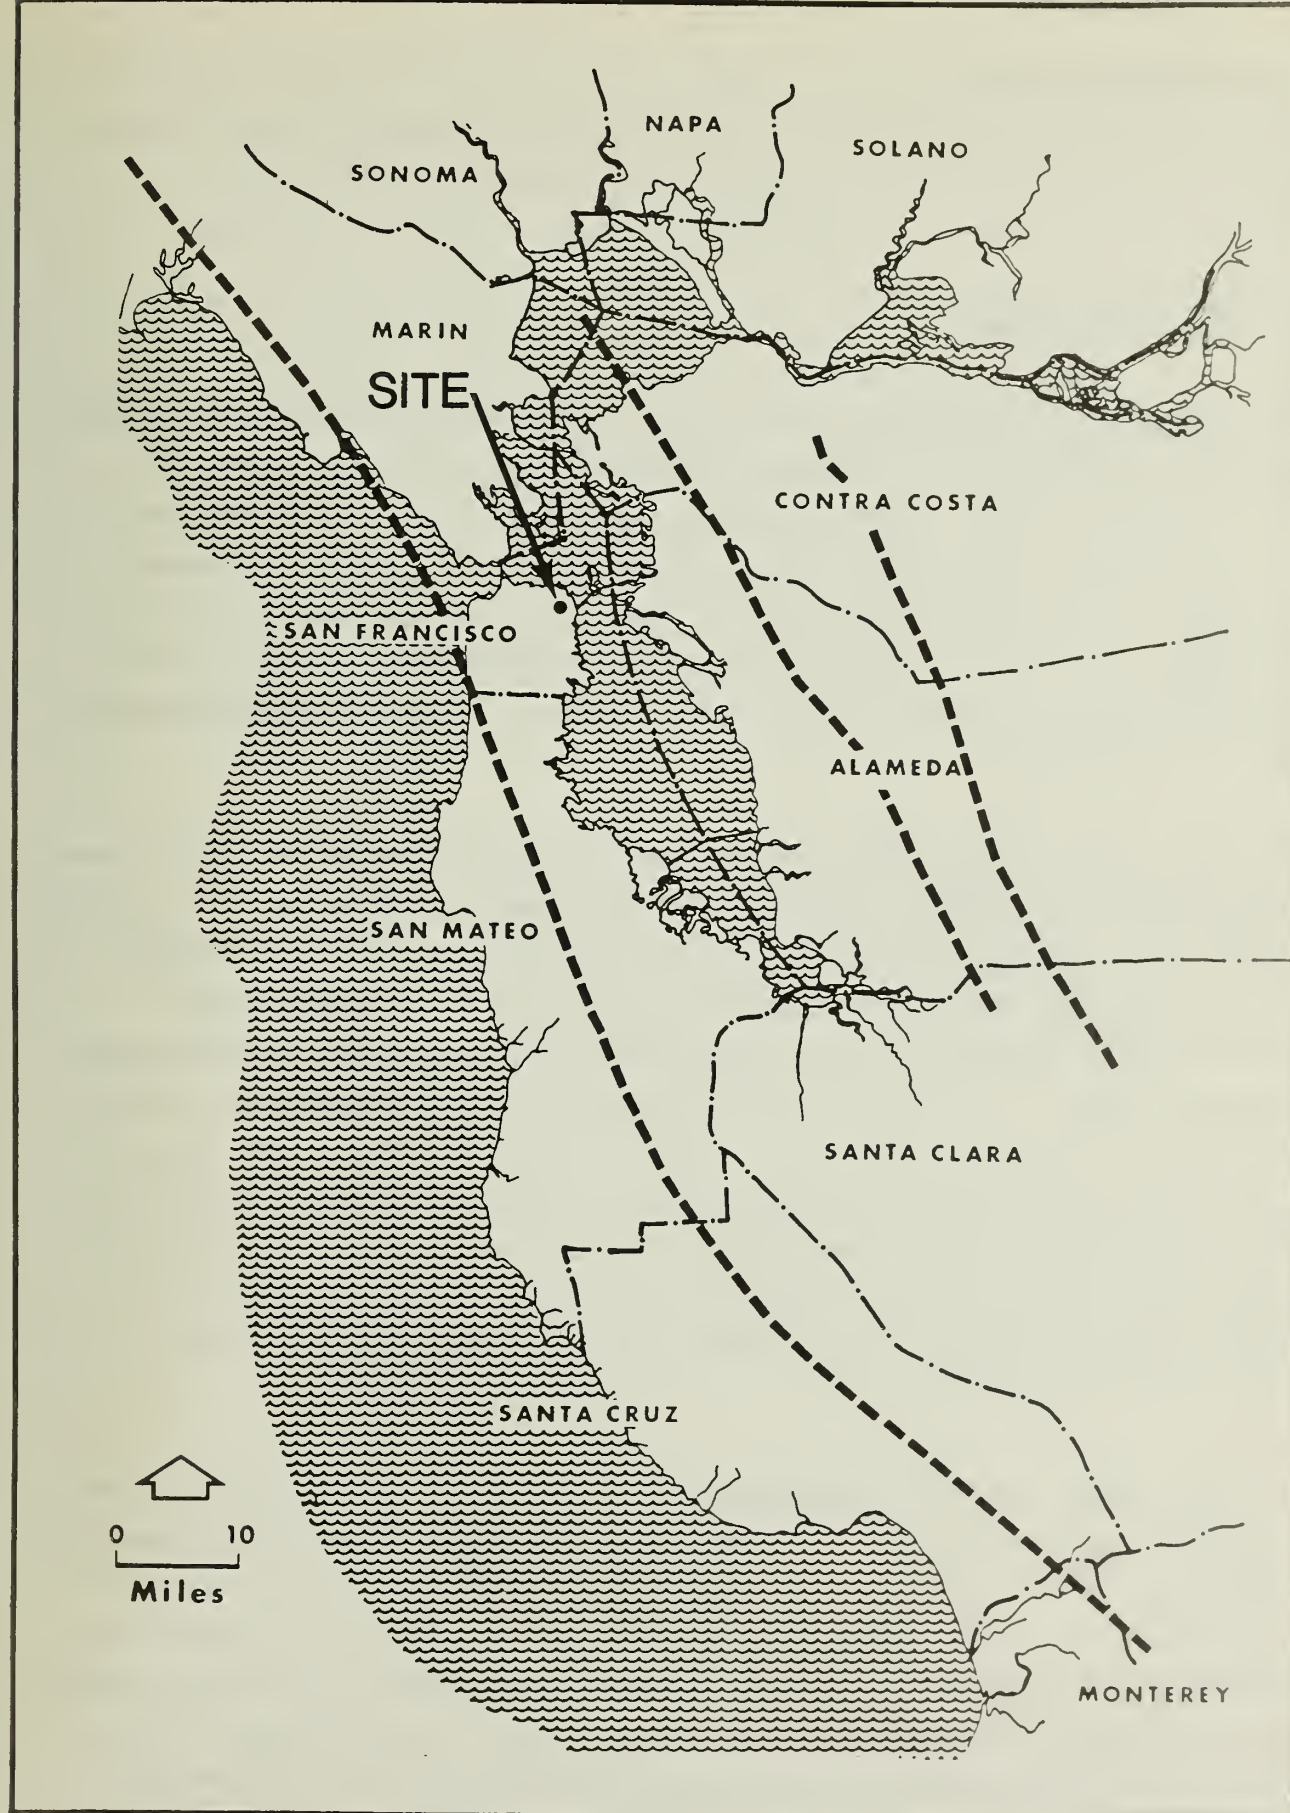 NAPA
SOLANO
SONOMA
MARIN
SITE
CONTRA COSTA
SAN FRANCISCO
ALAMEDA
SAN MATEO
SANTA CLARA
SANTA CRUZ
0 10
Miles
MONTEREY